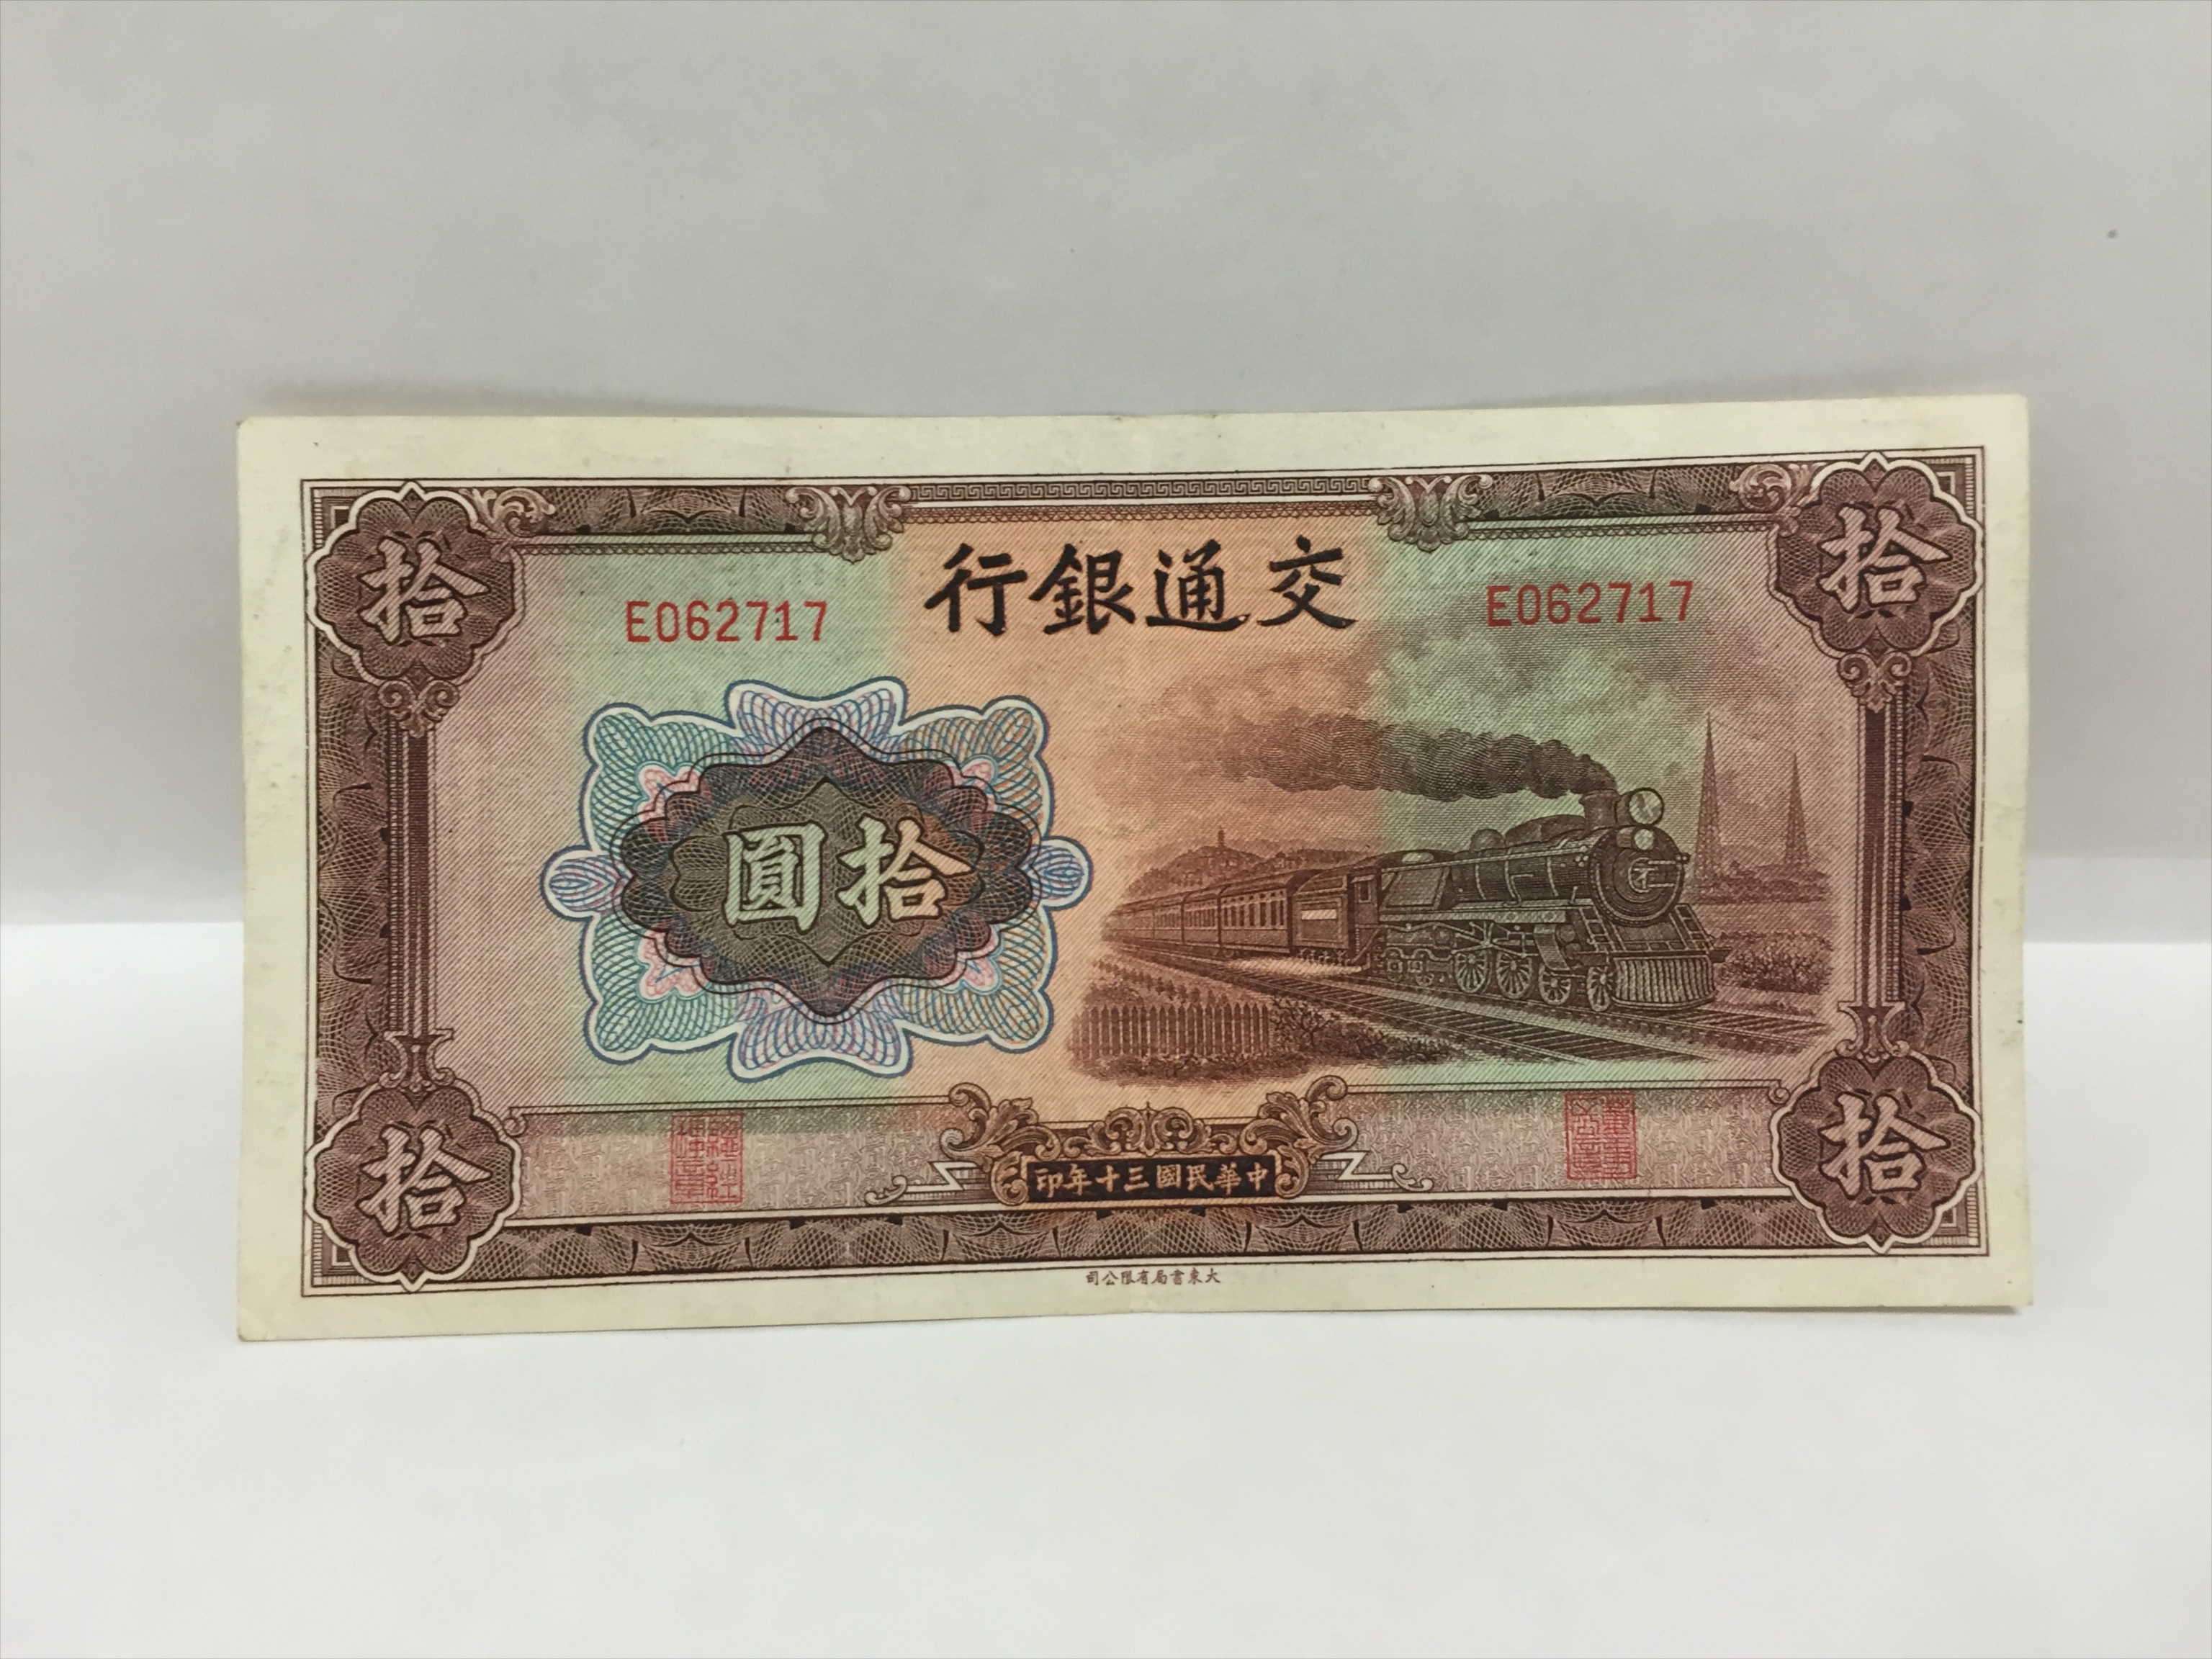 拾
拾
交通銀行
E062717
E062717
拾圓
中華民國三十年印
拾
拾
大東書局有限公司